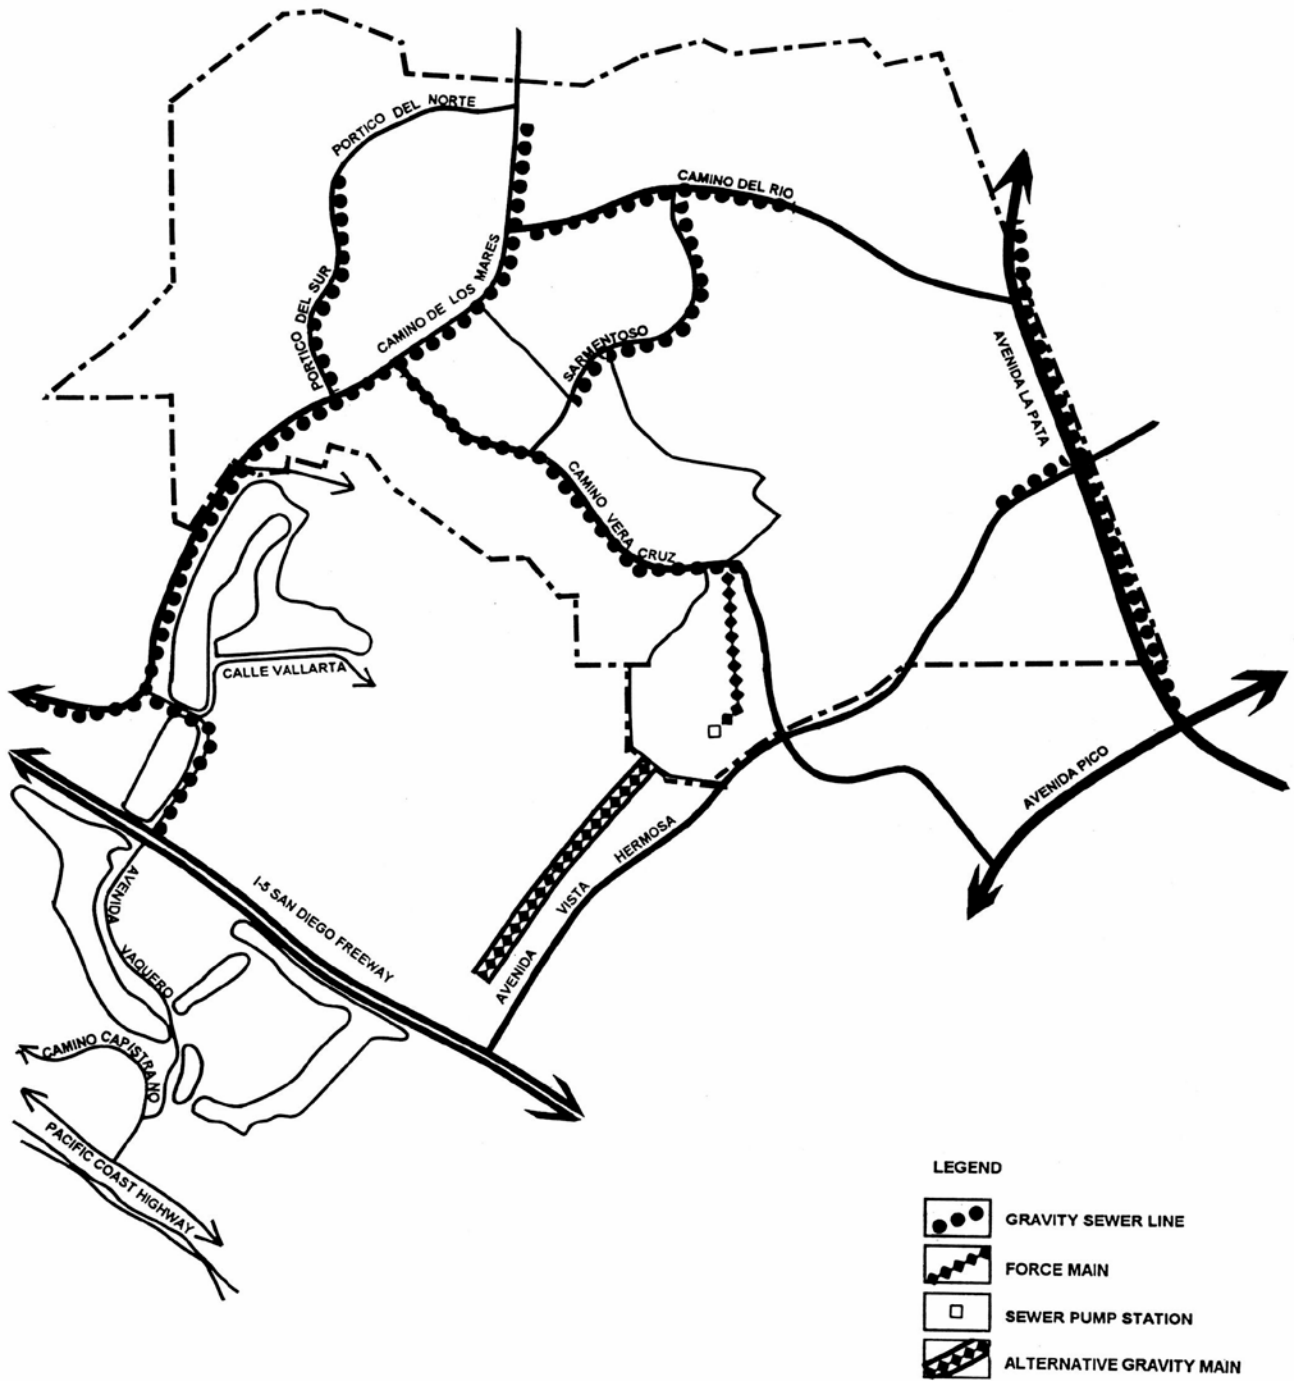 PORTICO DEL NORTE
CAMINO DEL RIO
PORTICO DEL SUR
CAMINO DE LOS MARES
SARMENTOSO
AVENIDA LA PATA
CAMINO VERA CRUZ
CALLE VALLARTA
AVENIDA PICO
AVENIDA VISTA HERMOSA
I-5 SAN DIEGO FREEWAY
AVENIDA VAQUERO
CAMINO CAPISTRANO
PACIFIC COAST HIGHWAY
LEGEND
GRAVITY SEWER LINE
FORCE MAIN
SEWER PUMP STATION
ALTERNATIVE GRAVITY MAIN